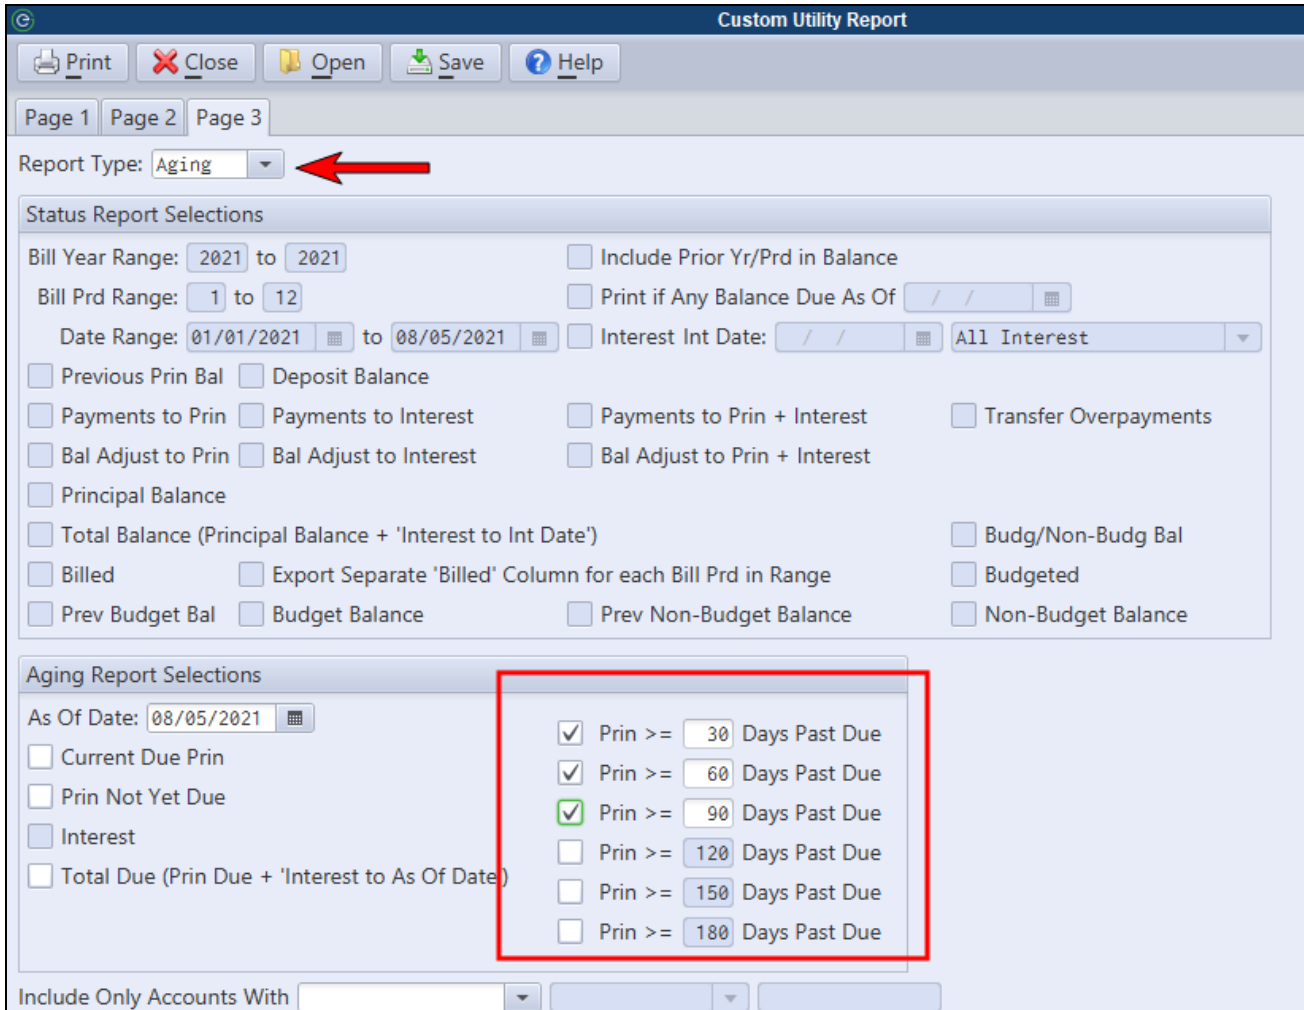 Custom Utility Report
Print Close Open Save Help
Page 1 Page 2 Page 3
Report Type: Aging
Status Report Selections
Bill Year Range: 2021 to 2021 Include Prior Yr/Prd in Balance
Bill Prd Range: 1 to 12 Print if Any Balance Due As Of / /
Date Range: 01/01/2021 to 08/05/2021 Interest Int Date: / / All Interest
Previous Prin Bal Deposit Balance
Payments to Prin Payments to Interest Payments to Prin + Interest Transfer Overpayments
Bal Adjust to Prin Bal Adjust to Interest Bal Adjust to Prin + Interest
Principal Balance
Total Balance (Principal Balance + 'Interest to Int Date') Budg/Non-Budg Bal
Billed Export Separate 'Billed' Column for each Bill Prd in Range Budgeted
Prev Budget Bal Budget Balance Prev Non-Budget Balance Non-Budget Balance
Aging Report Selections
As Of Date: 08/05/2021
Current Due Prin
Prin Not Yet Due
Interest
Total Due (Prin Due + 'Interest to As Of Date')
Prin >= 30 Days Past Due
Prin >= 60 Days Past Due
Prin >= 90 Days Past Due
Prin >= 120 Days Past Due
Prin >= 150 Days Past Due
Prin >= 180 Days Past Due
Include Only Accounts With